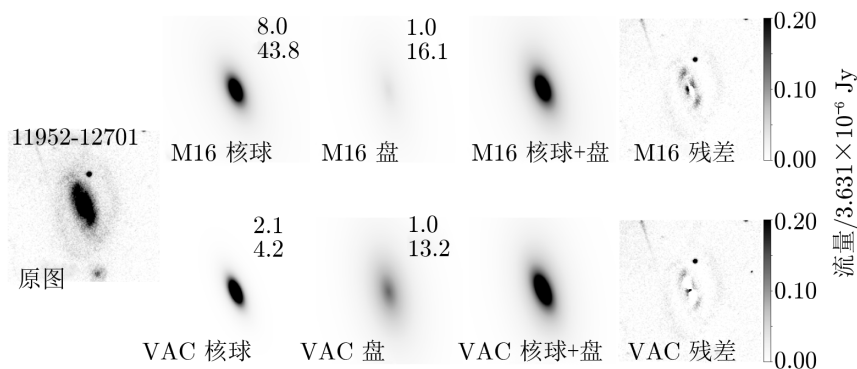 11952-12701
原图
8.0
43.8
M16 核球
1.0
16.1
M16 盘
M16 核球+盘
M16 残差
0.20
0.10
0.00
2.1
4.2
VAC 核球
1.0
13.2
VAC 盘
VAC 核球+盘
VAC 残差
0.20
0.10
0.00
流量/3.631×10⁻⁶ Jy